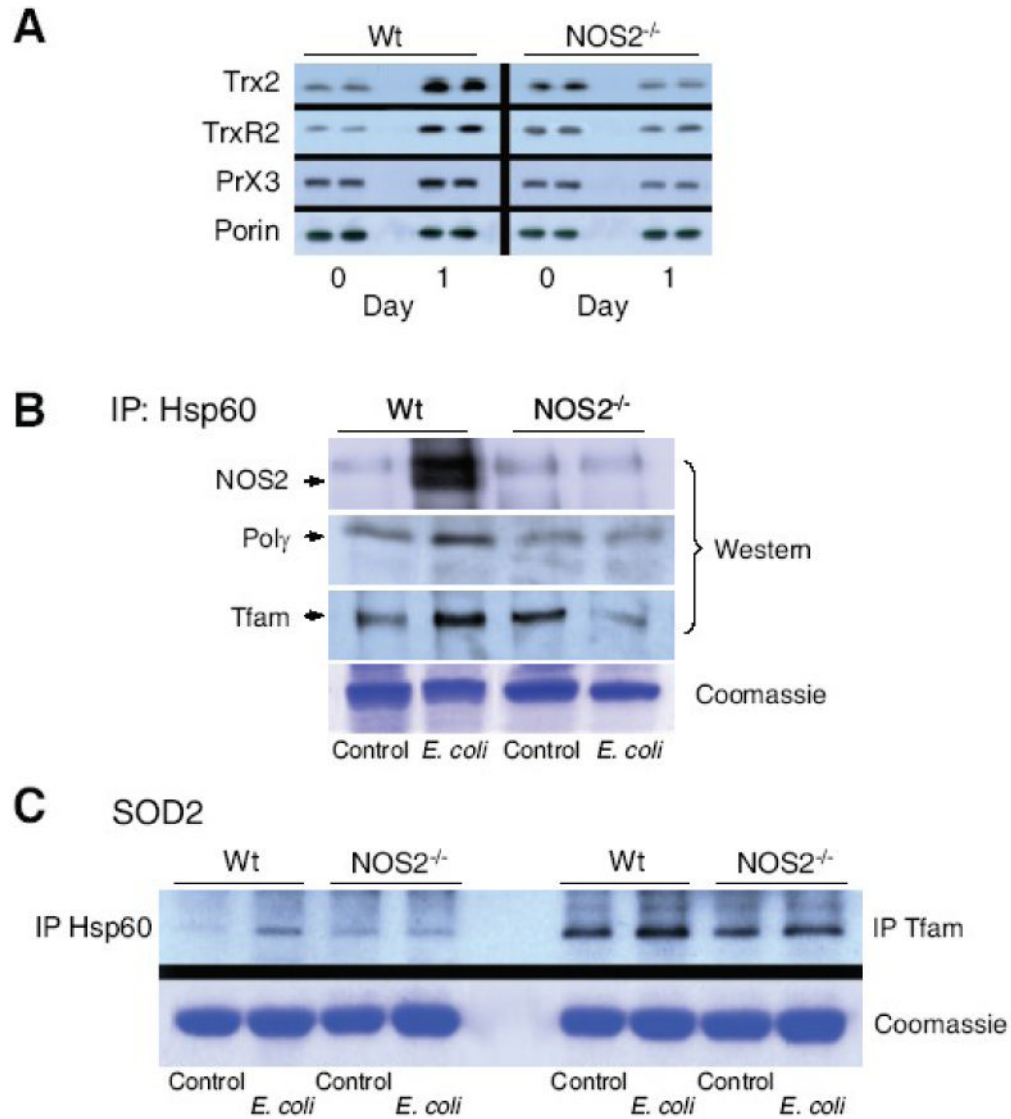 A
Wt NOS2-/-
Trx2
TrxR2
PrX3
Porin
0 1 0 1
Day Day
B IP: Hsp60 Wt NOS2-/-
NOS2
Polγ
Western
Tfam
Coomassie
Control E. coli Control E. coli
C SOD2
Wt NOS2-/- Wt NOS2-/-
IP Hsp60 IP Tfam
Coomassie
Control Control Control Control
E. coli E. coli E. coli E. coli